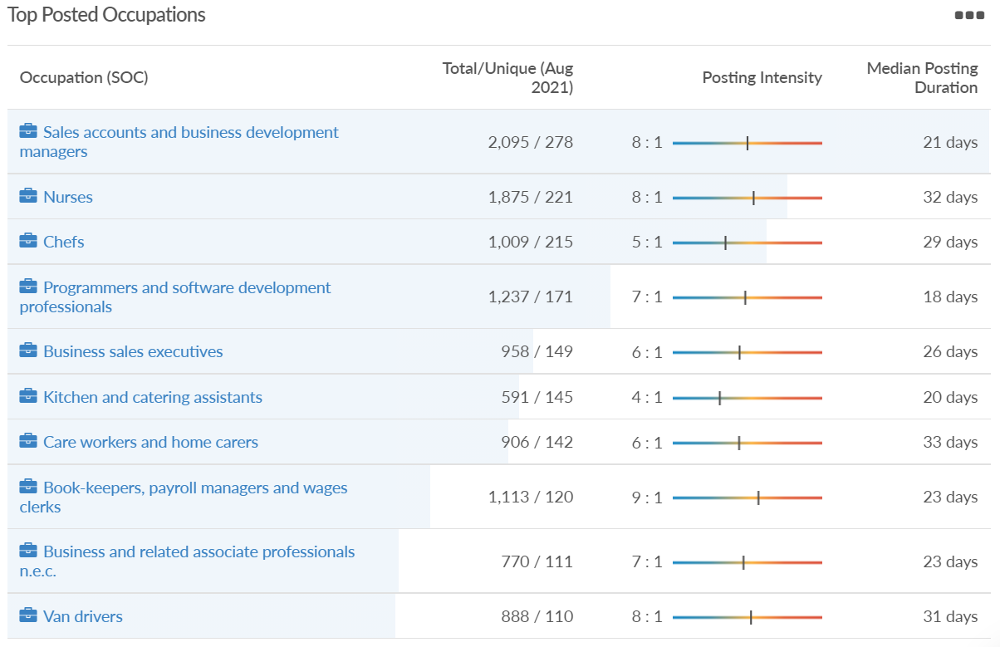 Top Posted Occupations
Occupation (SOC)
Total/Unique (Aug
2021)
Posting Intensity
Median Posting
Duration
Sales accounts and business development
managers
2,095 / 278
8 : 1
21 days
Nurses
1,875 / 221
8 : 1
32 days
Chefs
1,009 / 215
5 : 1
29 days
Programmers and software development
professionals
1,237 / 171
7 : 1
18 days
Business sales executives
958 / 149
6 : 1
26 days
Kitchen and catering assistants
591 / 145
4 : 1
20 days
Care workers and home carers
906 / 142
6 : 1
33 days
Book-keepers, payroll managers and wages
clerks
1,113 / 120
9 : 1
23 days
Business and related associate professionals
n.e.c.
770 / 111
7 : 1
23 days
Van drivers
888 / 110
8 : 1
31 days